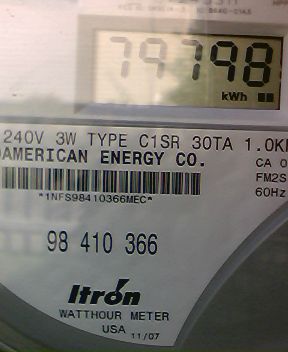 79798
kWh
240V 3W TYPE C1SR 30TA 1.0K
AMERICAN ENERGY CO.
CA 0
FM2S
60Hz
*1NFS98410366MEC*
98 410 366
Itron
WATTHOUR METER
USA 11/07